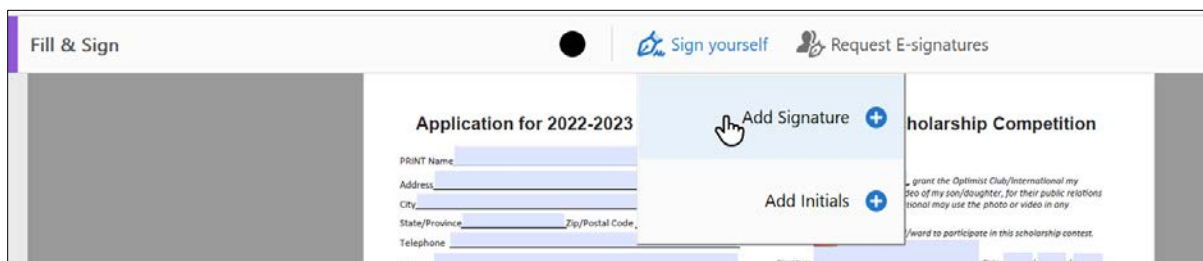 Fill & Sign
Sign yourself
Request E-signatures
Add Signature
Add Initials
Application for 2022-2023
holarship Competition
PRINT Name
Address
City
State/Province
Zip/Postal Code
Telephone
grant the Optimist Club/International my
deo of my son/daughter, for their public relations
tional may use the photo or video in any
/ward to participate in this scholarship contest.